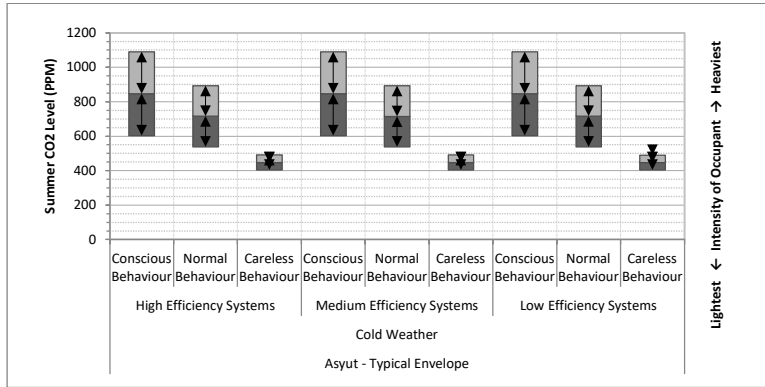 Summer CO2 Level (PPM)
1200
1000
800
600
400
200
0
Conscious Normal Careless Conscious Normal Careless Conscious Normal Careless
Behaviour Behaviour Behaviour Behaviour Behaviour Behaviour Behaviour Behaviour Behaviour
High Efficiency Systems Medium Efficiency Systems Low Efficiency Systems
Cold Weather
Asyut - Typical Envelope
Lightest ← Intensity of Occupant → Heaviest